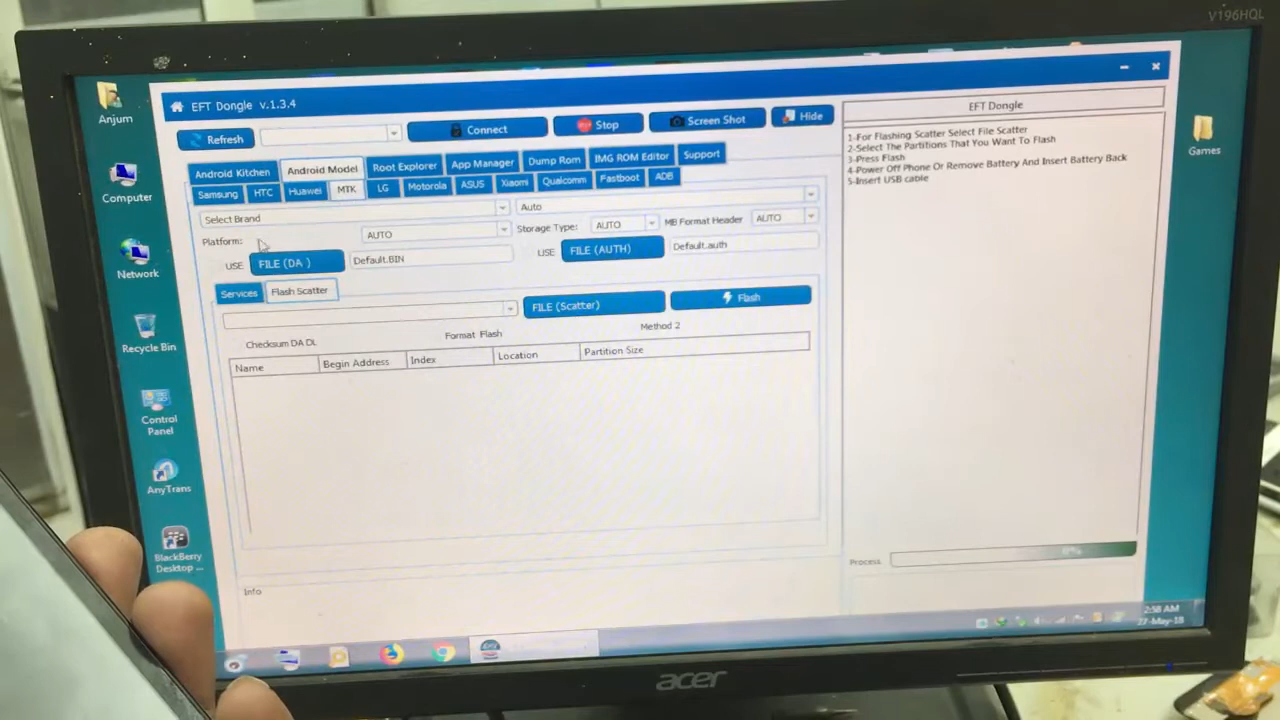 V196HQL
EFT Dongle v.1.3.4
Refresh
Connect
Stop
Screen Shot
Hide
Android Kitchen
Android Model
Root Explorer
App Manager
Dump Rom
IMG ROM Editor
Support
Samsung
HTC
Huawei
MTK
LG
Motorola
ASUS
Xiaomi
Qualcomm
Fastboot
ADB
Select Brand
Auto
Platform:
AUTO
Storage Type:
AUTO
MB Format Header
AUTO
USE
FILE (DA )
Default.BIN
USE
FILE (AUTH)
Default.auth
Services
Flash Scatter
FILE (Scatter)
Flash
Checksum DA DL
Format Flash
Method 2
Name
Begin Address
Index
Location
Partition Size
Info
EFT Dongle
1-For Flashing Scatter Select File Scatter
2-Select The Partitions That You Want To Flash
3-Press Flash
4-Power Off Phone Or Remove Battery And Insert Battery Back
5-Insert USB cable
Process
0%
Anjum
Computer
Network
Recycle Bin
Control
Panel
AnyTrans
BlackBerry
Desktop ...
Games
2:58 AM
27-May-18
acer